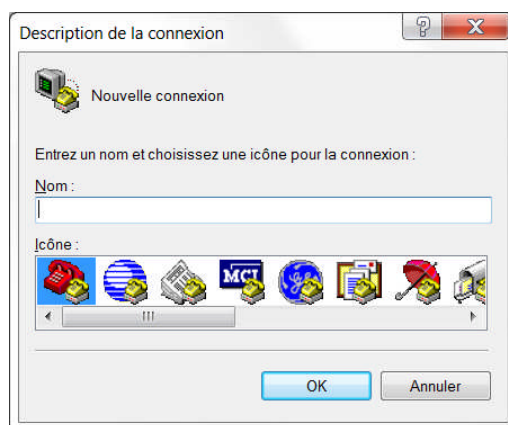 Description de la connexion
Nouvelle connexion
Entrez un nom et choisissez une icône pour la connexion :
Nom :
Icône :
MCI
OK
Annuler